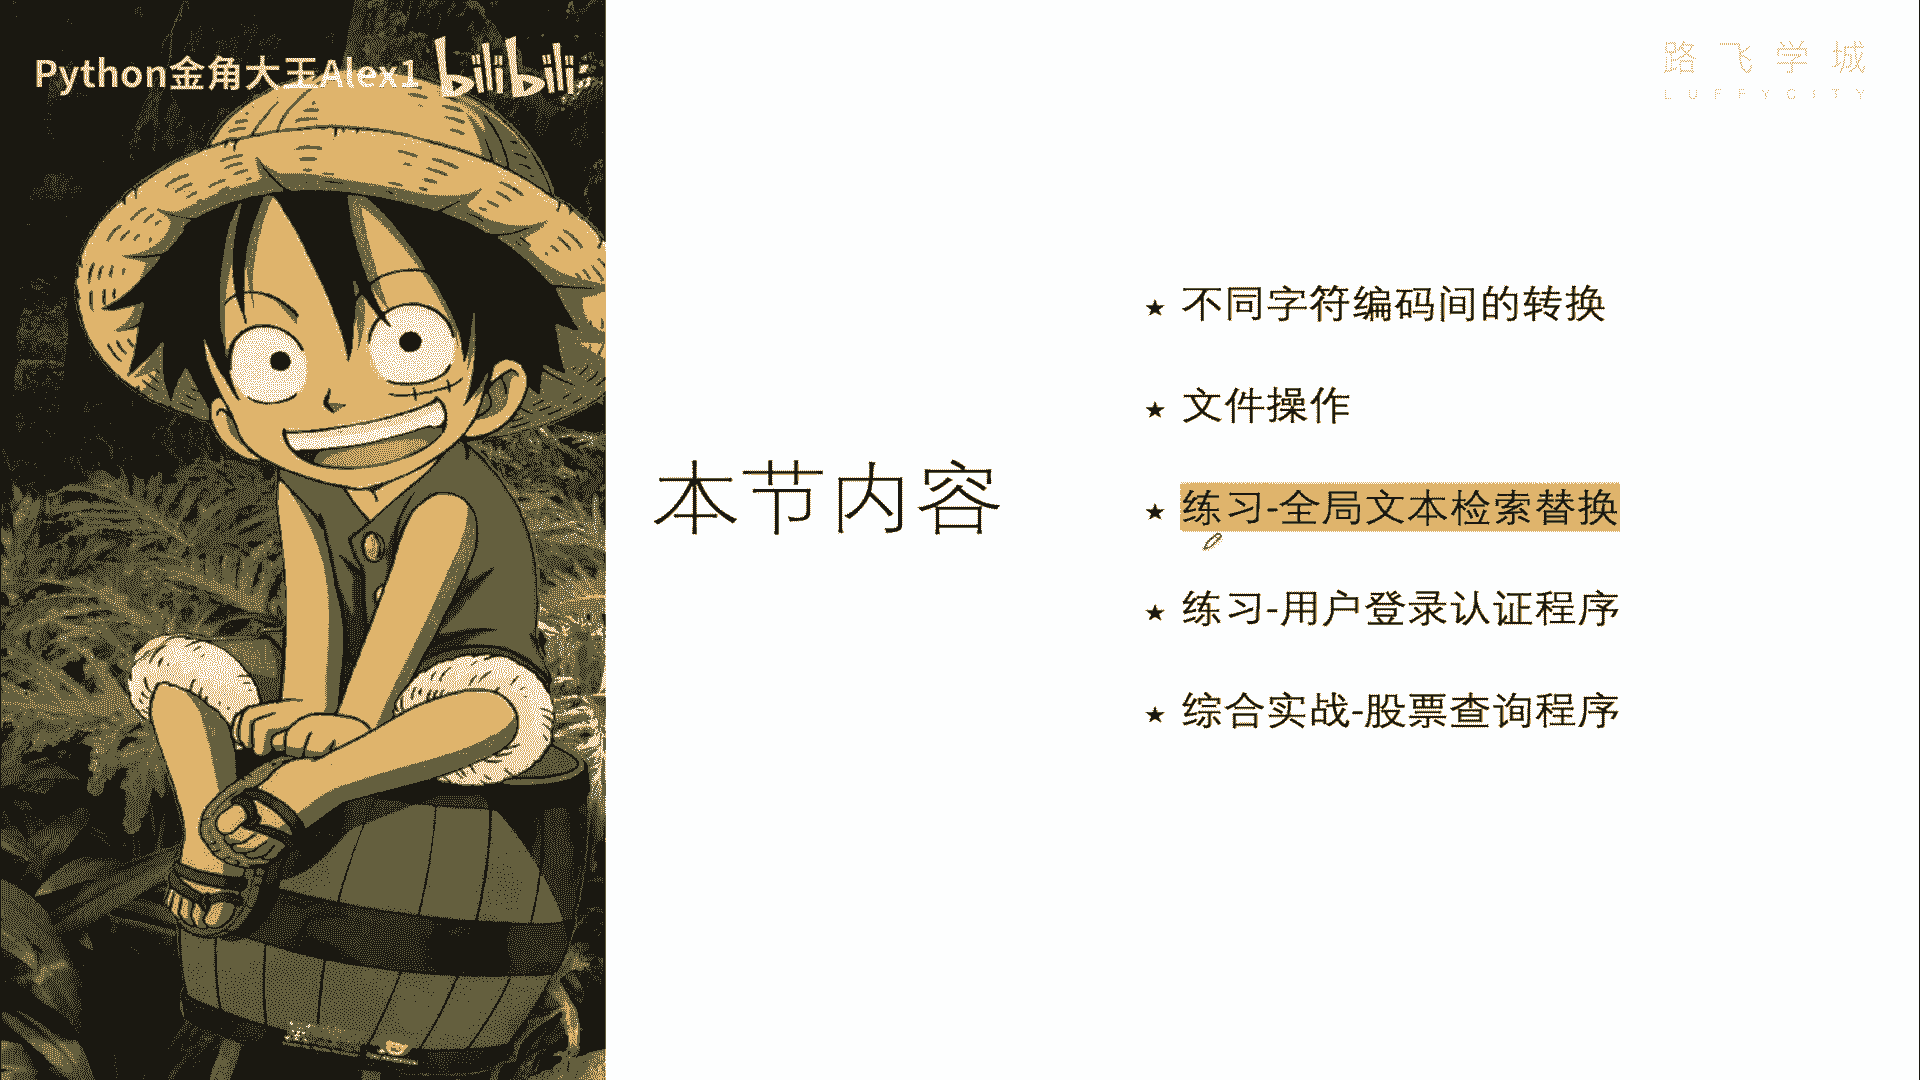 Python金角大王Alex1 bilibili
路飞学城
LUFFYCITY
本节内容
★ 不同字符编码间的转换
★ 文件操作
★ 练习-全局文本检索替换
★ 练习-用户登录认证程序
★ 综合实战-股票查询程序